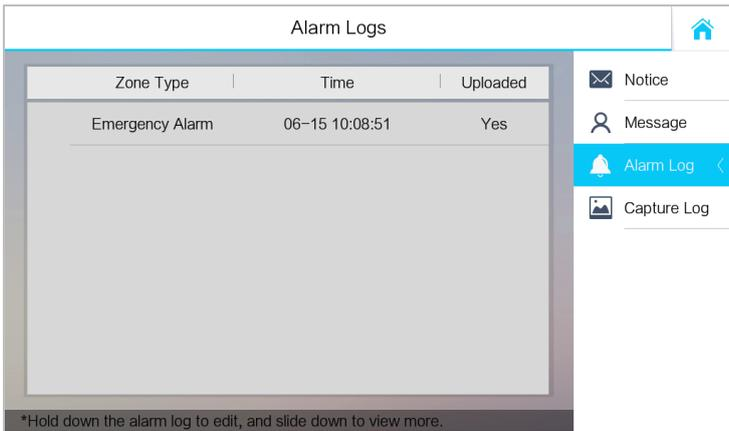 Alarm Logs
Zone Type Time Uploaded
Emergency Alarm 06-15 10:08:51 Yes
*Hold down the alarm log to edit, and slide down to view more.
Notice
Message
Alarm Log
Capture Log